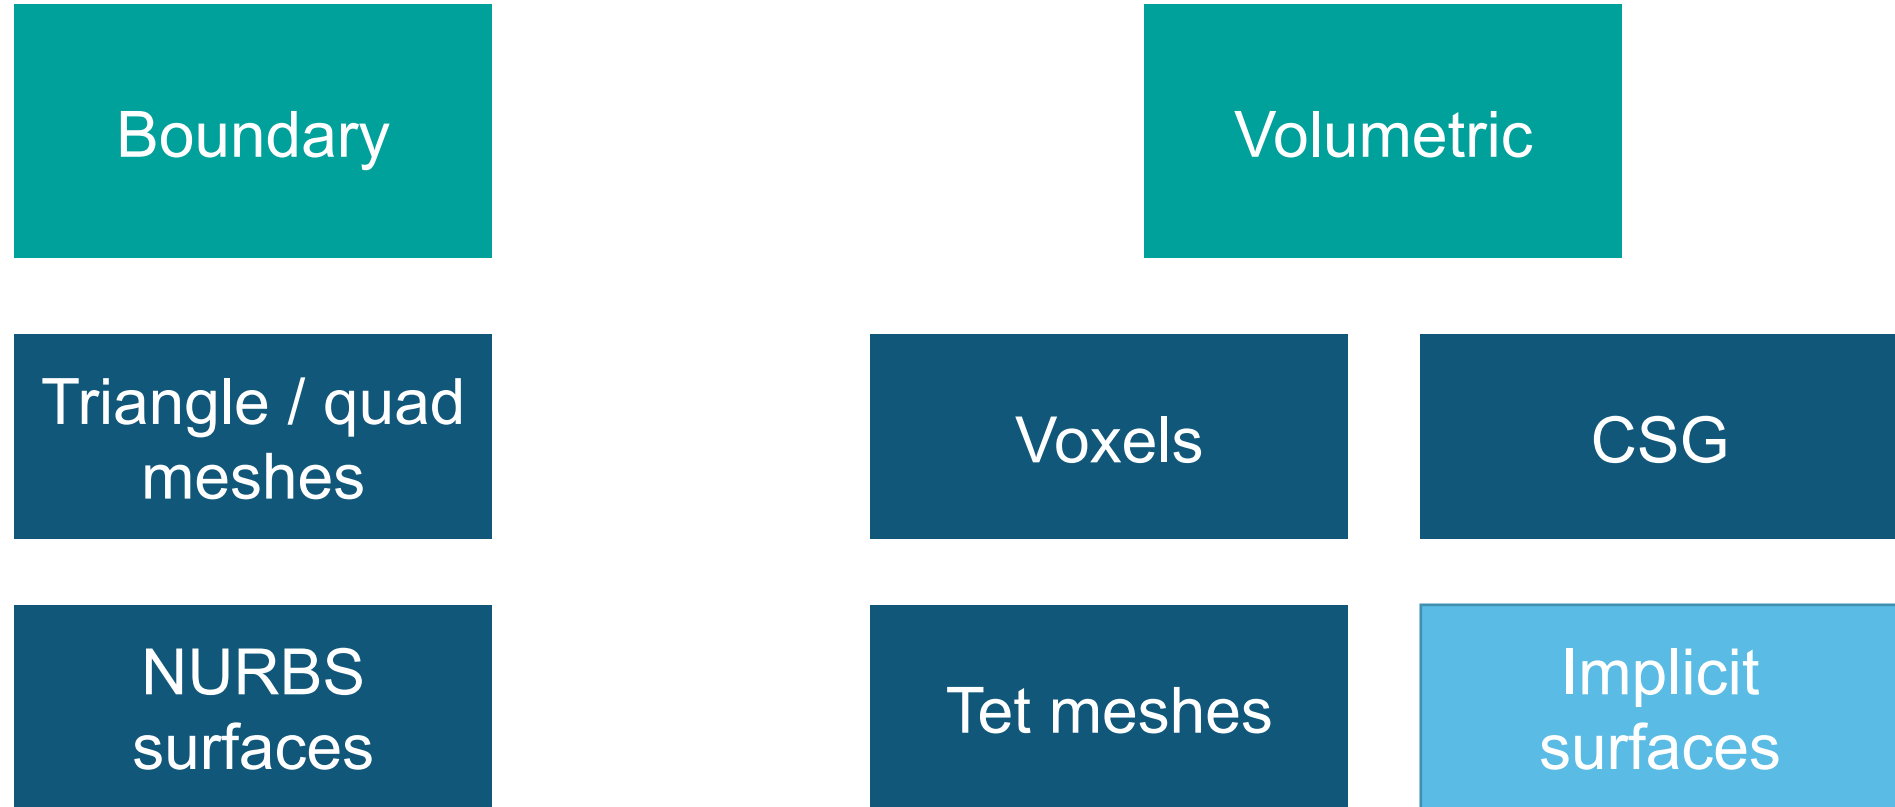 Boundary
Volumetric
Triangle / quad
meshes
Voxels
CSG
NURBS
surfaces
Tet meshes
Implicit
surfaces